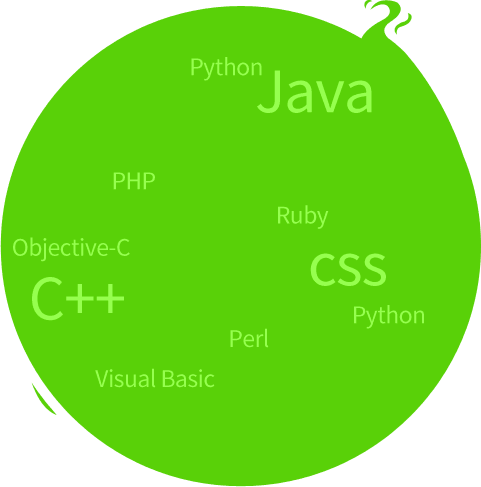 Python
Java
PHP
Ruby
Objective-C
css
C++
Python
Perl
Visual Basic